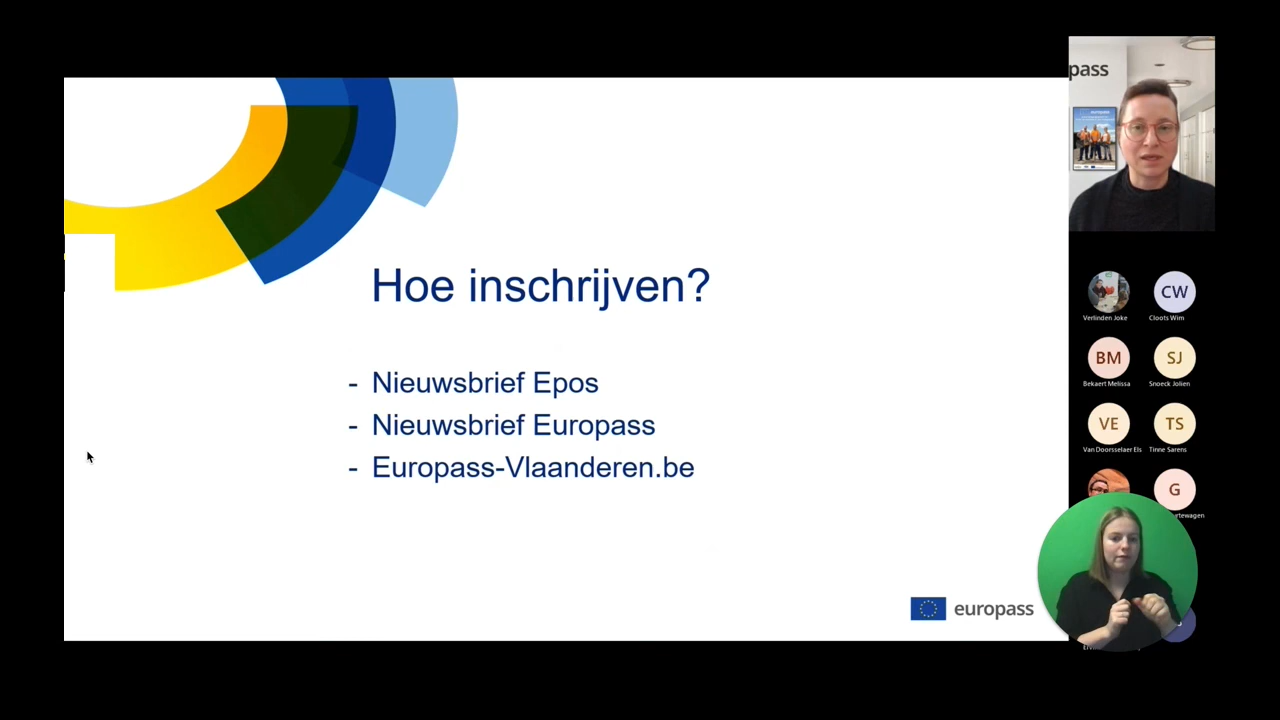 pass
Hoe inschrijven?
- Nieuwsbrief Epos
- Nieuwsbrief Europass
- Europass-Vlaanderen.be
europass
Verlinden Joke
CW
Cloots Wim
BM
Bekaert Melissa
SJ
Snoeck Jolien
VE
Van Doorsselaer Els
TS
Tinne Sarens
G